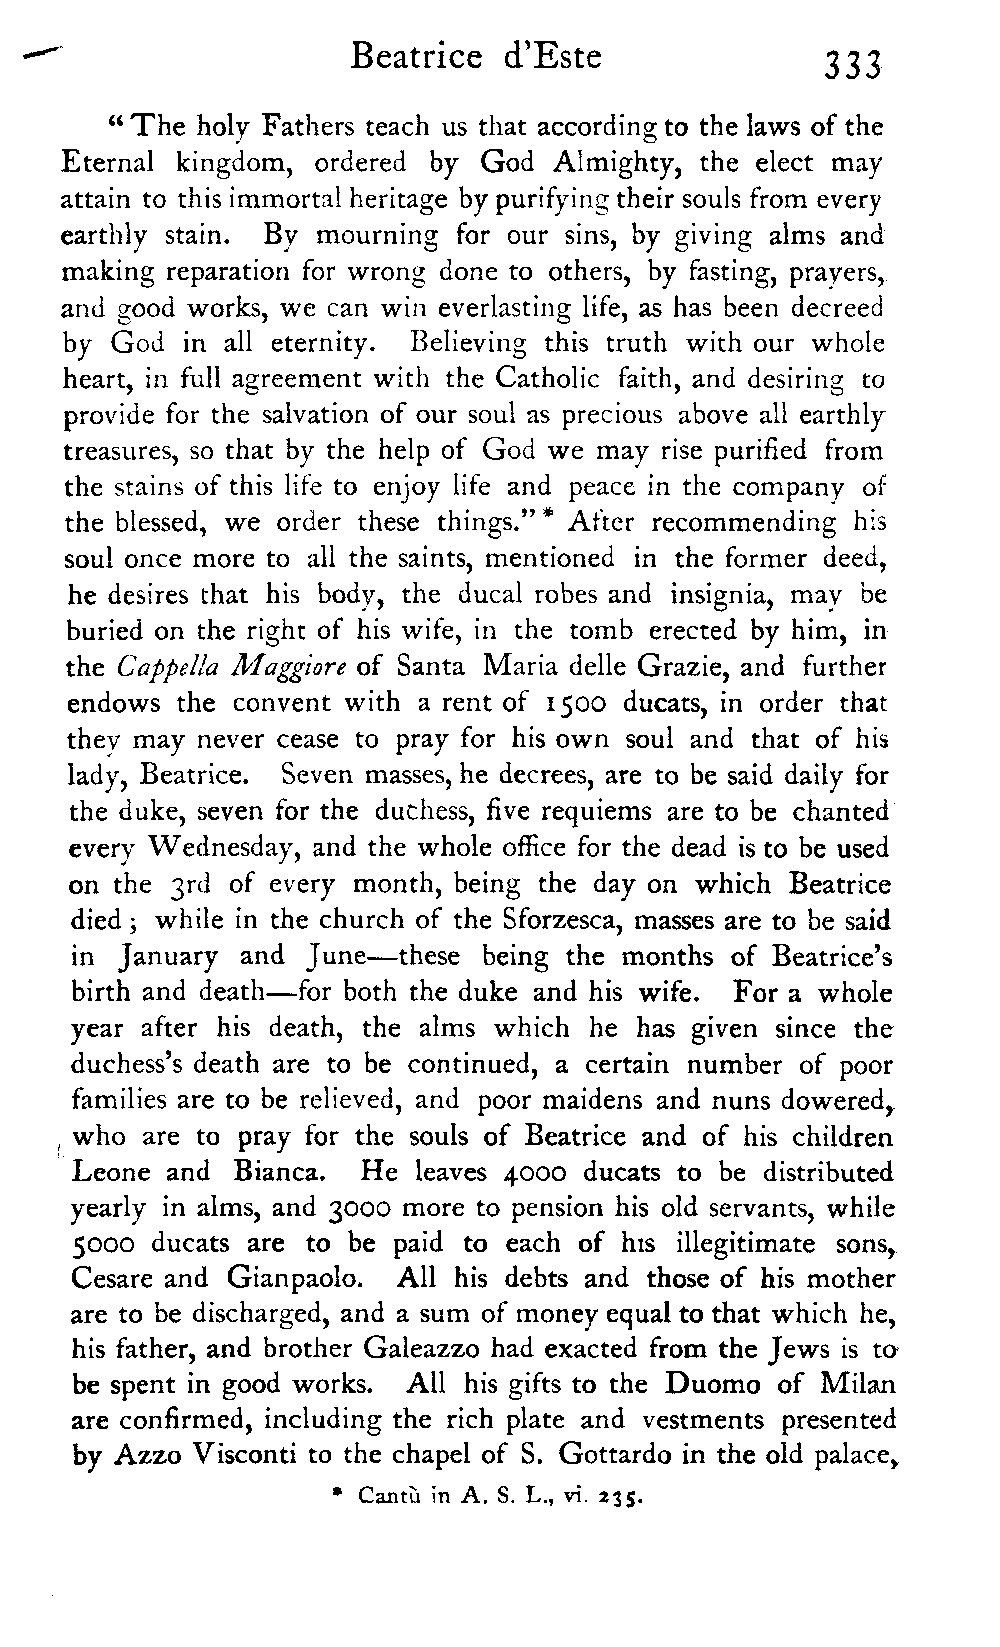 Beatrice d'Este 333
“The holy Fathers teach us that according to the laws of the
Eternal kingdom, ordered by God Almighty, the elect may
attain to this immortal heritage by purifying their souls from every
earthly stain. By mourning for our sins, by giving alms and
making reparation for wrong done to others, by fasting, prayers,
and good works, we can win everlasting life, as has been decreed
by God in all eternity. Believing this truth with our whole
heart, in full agreement with the Catholic faith, and desiring to
provide for the salvation of our soul as precious above all earthly
treasures, so that by the help of God we may rise purified from
the stains of this life to enjoy life and peace in the company of
the blessed, we order these things.”* After recommending his
soul once more to all the saints, mentioned in the former deed,
he desires that his body, the ducal robes and insignia, may be
buried on the right of his wife, in the tomb erected by him, in
the Cappella Maggiore of Santa Maria delle Grazie, and further
endows the convent with a rent of 1500 ducats, in order that
they may never cease to pray for his own soul and that of his
lady, Beatrice. Seven masses, he decrees, are to be said daily for
the duke, seven for the duchess, five requiems are to be chanted
every Wednesday, and the whole office for the dead is to be used
on the 3rd of every month, being the day on which Beatrice
died; while in the church of the Sforzesca, masses are to be said
in January and June—these being the months of Beatrice's
birth and death—for both the duke and his wife. For a whole
year after his death, the alms which he has given since the
duchess's death are to be continued, a certain number of poor
families are to be relieved, and poor maidens and nuns dowered,
who are to pray for the souls of Beatrice and of his children
Leone and Bianca. He leaves 4000 ducats to be distributed
yearly in alms, and 3000 more to pension his old servants, while
5000 ducats are to be paid to each of his illegitimate sons,
Cesare and Gianpaolo. All his debts and those of his mother
are to be discharged, and a sum of money equal to that which he,
his father, and brother Galeazzo had exacted from the Jews is to
be spent in good works. All his gifts to the Duomo of Milan
are confirmed, including the rich plate and vestments presented
by Azzo Visconti to the chapel of S. Gottardo in the old palace,
* Cantù in A. S. L., vi. 235.